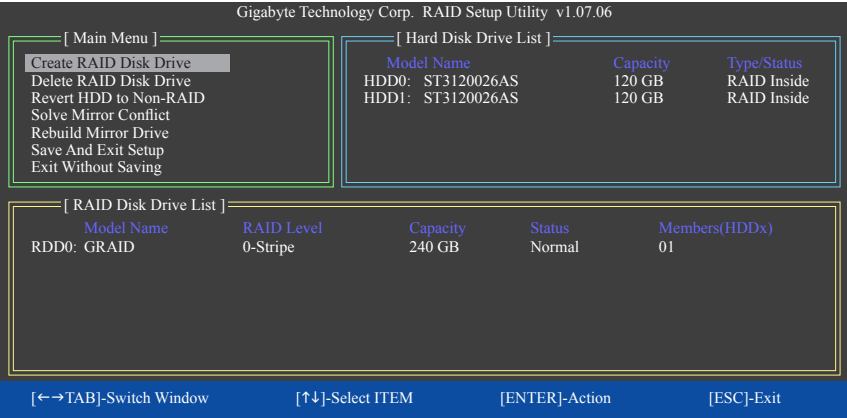 Gigabyte Technology Corp. RAID Setup Utility v1.07.06
[ Main Menu ]
Create RAID Disk Drive
Delete RAID Disk Drive
Revert HDD to Non-RAID
Solve Mirror Conflict
Rebuild Mirror Drive
Save And Exit Setup
Exit Without Saving
[ Hard Disk Drive List ]
Model Name Capacity Type/Status
HDD0: ST3120026AS 120 GB RAID Inside
HDD1: ST3120026AS 120 GB RAID Inside
[ RAID Disk Drive List ]
Model Name RAID Level Capacity Status Members(HDDx)
RDD0: GRAID 0-Stripe 240 GB Normal 01
[←→TAB]-Switch Window [↑↓]-Select ITEM [ENTER]-Action [ESC]-Exit